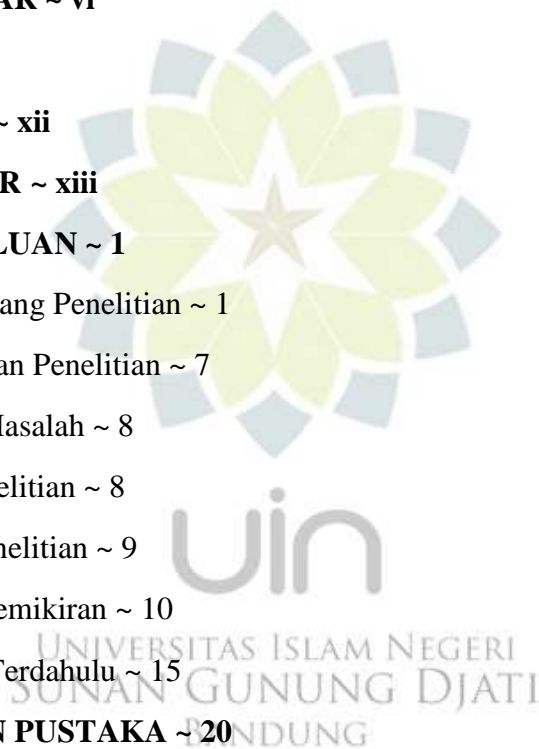 AR ~ vi
~ xii
R ~ xiii
LUAN ~ 1
ang Penelitian ~ 1
an Penelitian ~ 7
Masalah ~ 8
elitian ~ 8
nelitian ~ 9
emikiran ~ 10
Terdahulu ~ 15
N PUSTAKA ~ 20
uin
UNIVERSITAS ISLAM NEGERI
SUNAN GUNUNG DJATI
BANDUNG